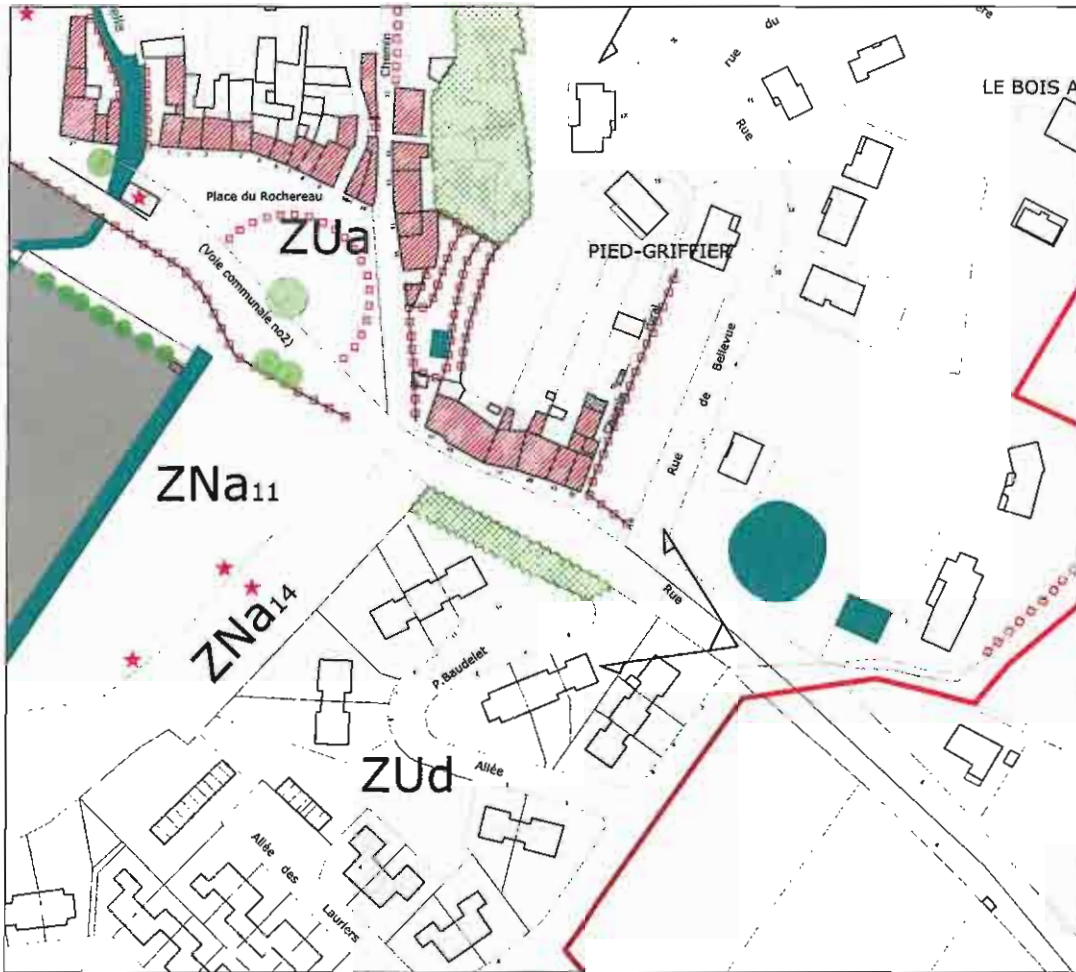 Chemin
rue du
Rue
LE BOIS A
Place du Rochereau
ZUa
(Voie communale no2)
PIED-GRIFFIER
Rue de Bellevue
ZNa11
ZNa14
Rue
P.Baudelet
Allée
ZUd
Allée des
Lauriers